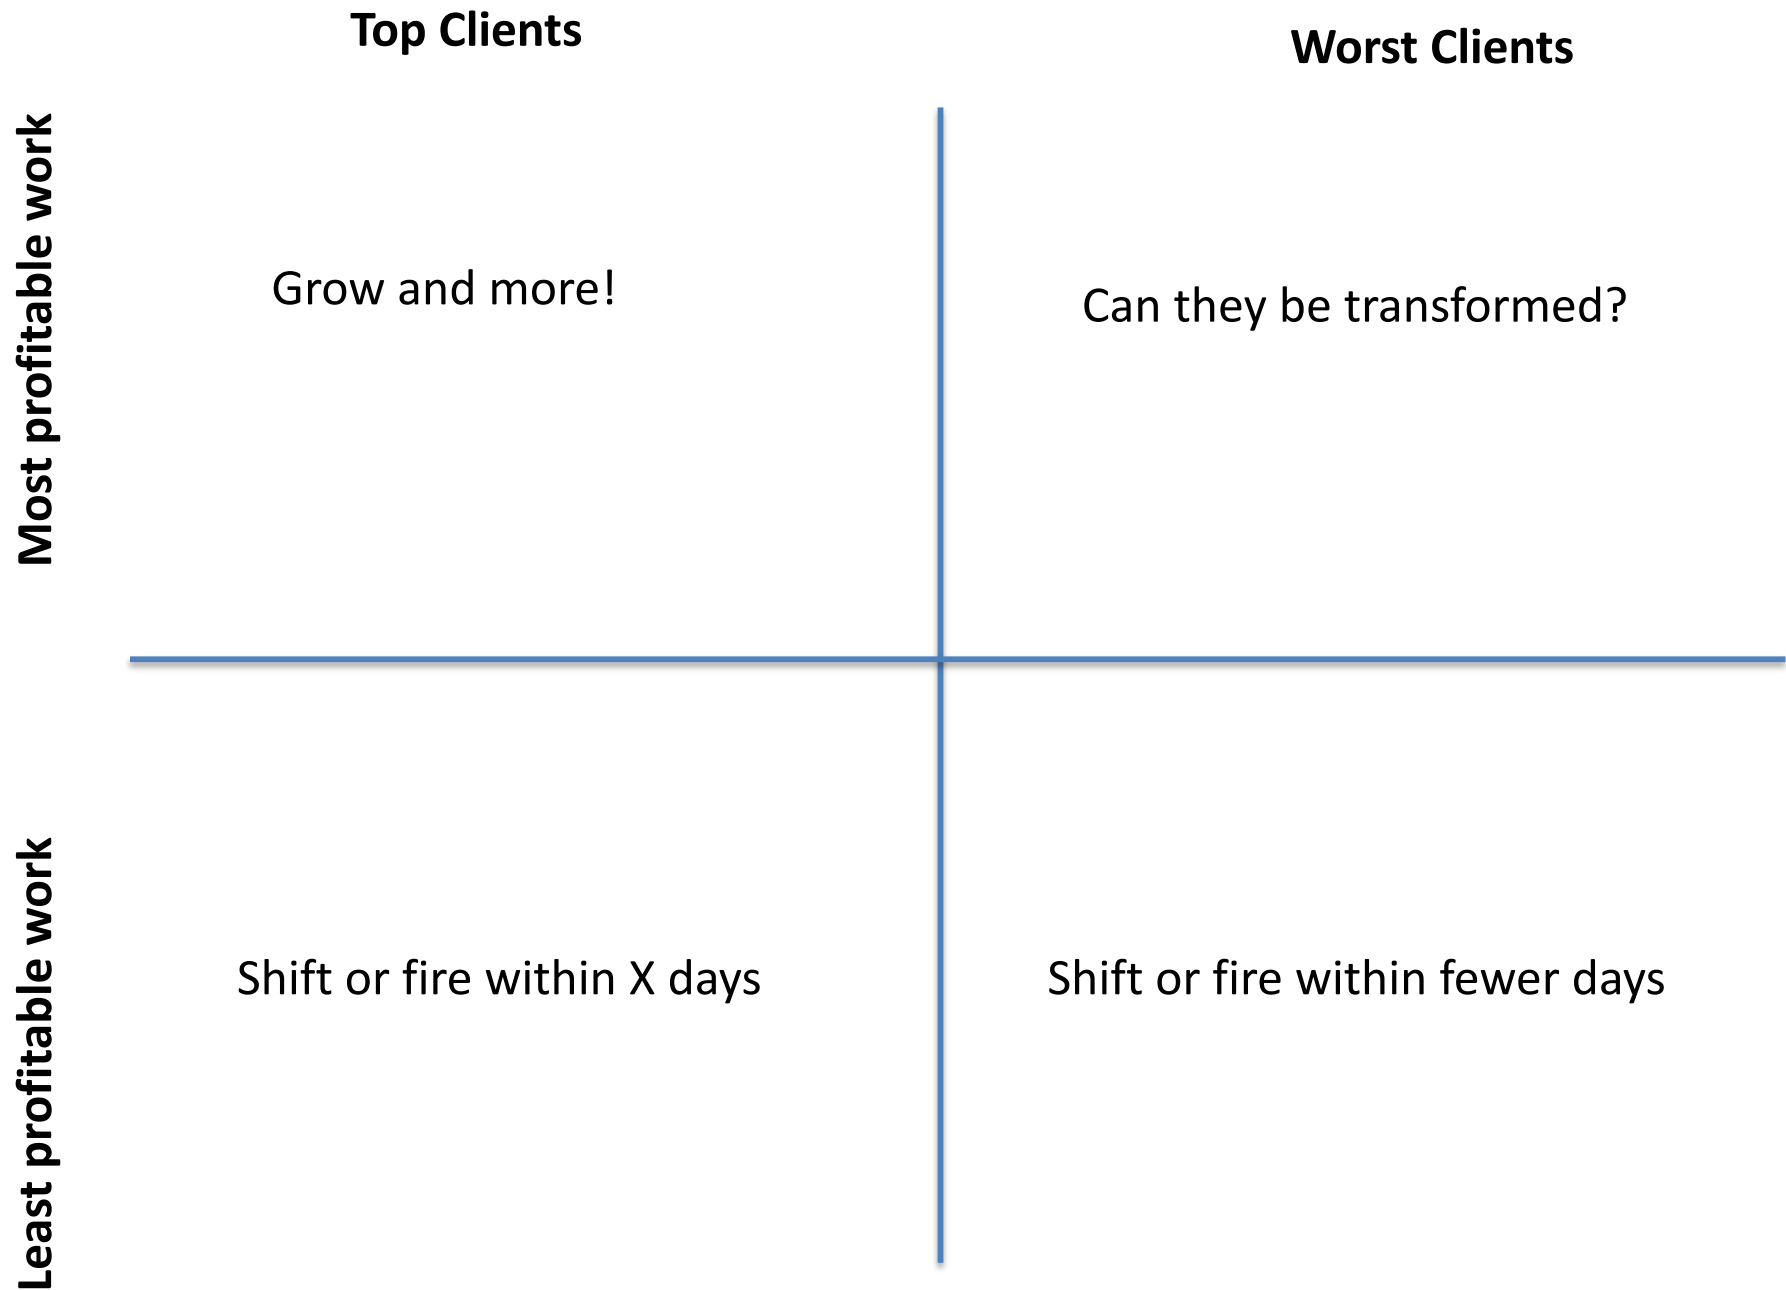 Top Clients
Worst Clients
Most profitable work
Grow and more!
Can they be transformed?
Least profitable work
Shift or fire within X days
Shift or fire within fewer days